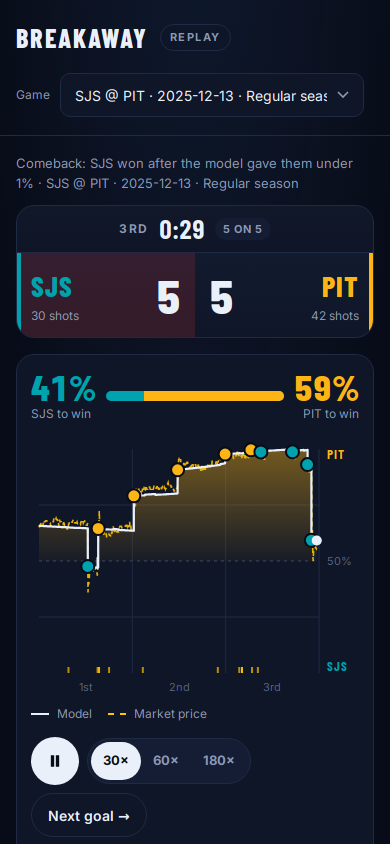 BREAKAWAY REPLAY
Game SJS @ PIT · 2025-12-13 · Regular seas
Comeback: SJS won after the model gave them under
1% · SJS @ PIT · 2025-12-13 · Regular season
3RD 0:29 5 ON 5
SJS 5 5 PIT
30 shots 42 shots
41% 59%
SJS to win PIT to win
PIT
50%
SJS
1st 2nd 3rd
Model Market price
30× 60× 180×
Next goal →